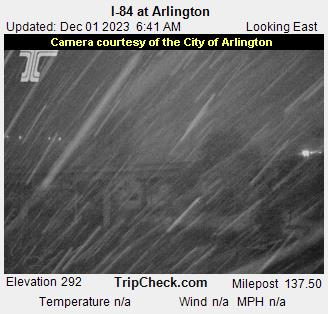 I-84 at Arlington
Updated: Dec 01 2023 6:41 AM Looking East
Camera courtesy of the City of Arlington
Elevation 292 TripCheck.com Milepost 137.50
Temperature n/a Wind n/a MPH n/a